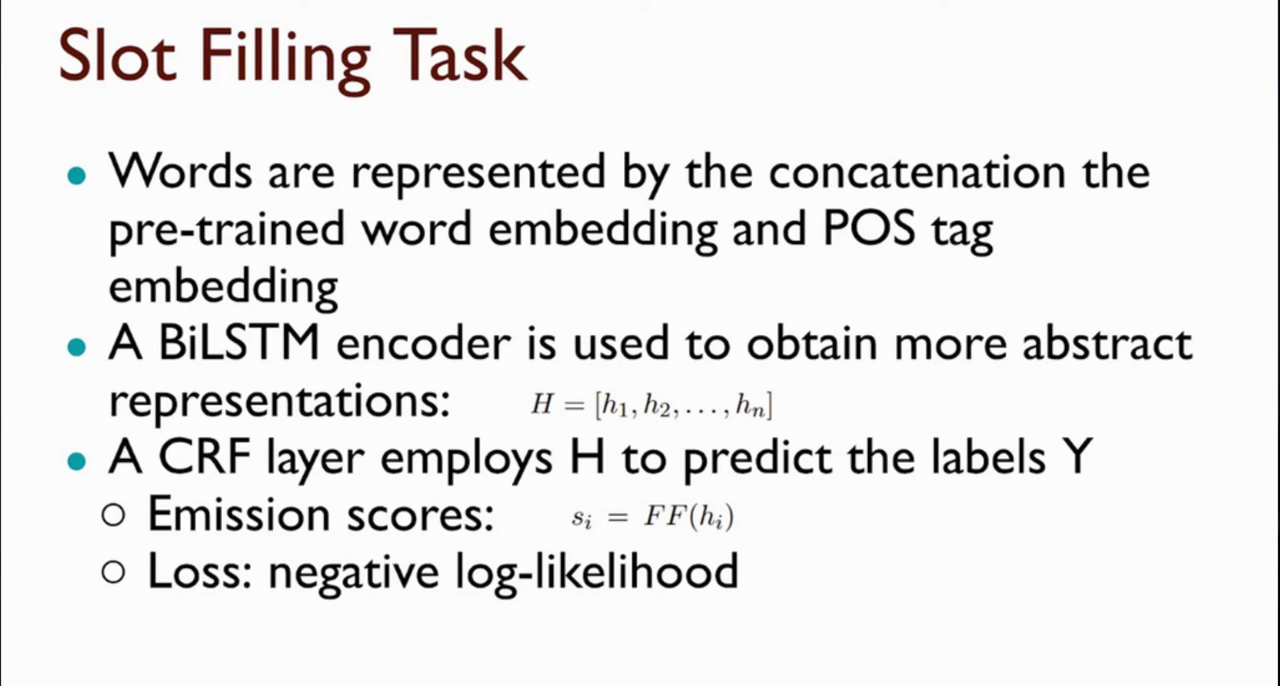 Slot Filling Task
• Words are represented by the concatenation the
pre-trained word embedding and POS tag
embedding
• A BiLSTM encoder is used to obtain more abstract
representations: H = [h₁, h₂, . . . , hₙ]
• A CRF layer employs H to predict the labels Y
○ Emission scores: sᵢ = FF(hᵢ)
○ Loss: negative log-likelihood